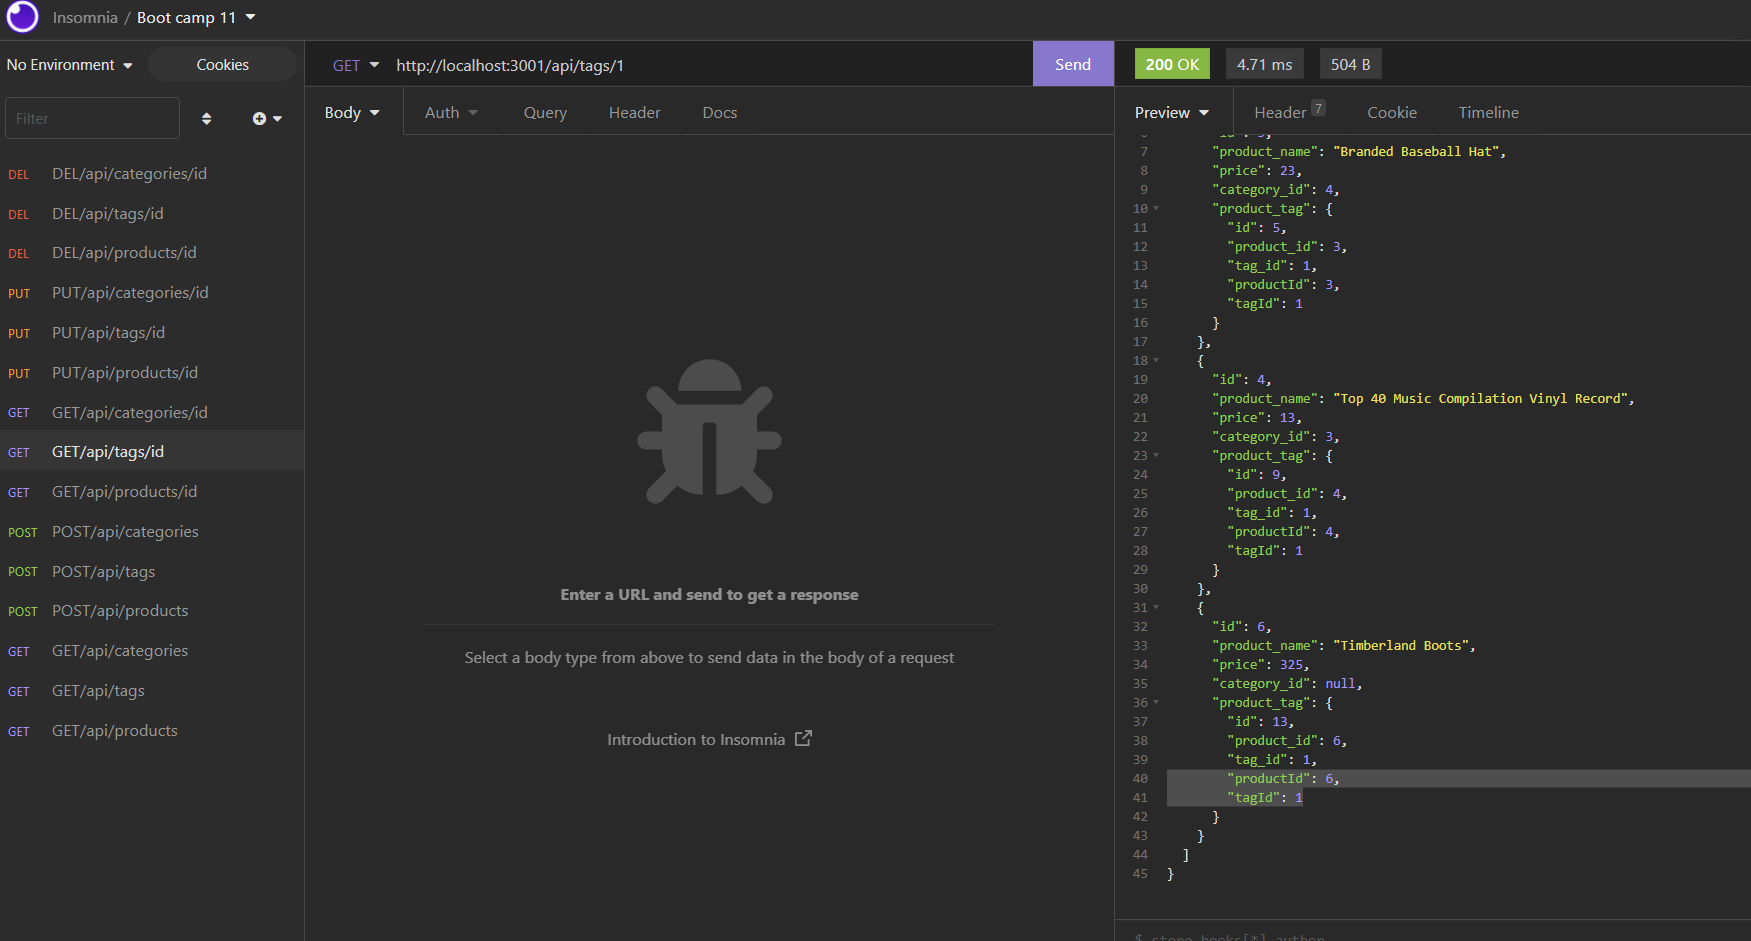 Insomnia / Boot camp 11
No Environment
Cookies
Filter
DEL DEL/api/categories/id
DEL DEL/api/tags/id
DEL DEL/api/products/id
PUT PUT/api/categories/id
PUT PUT/api/tags/id
PUT PUT/api/products/id
GET GET/api/categories/id
GET GET/api/tags/id
GET GET/api/products/id
POST POST/api/categories
POST POST/api/tags
POST POST/api/products
GET GET/api/categories
GET GET/api/tags
GET GET/api/products
GET http://localhost:3001/api/tags/1 Send
Body Auth Query Header Docs
Enter a URL and send to get a response
Select a body type from above to send data in the body of a request
Introduction to Insomnia
200 OK 4.71 ms 504 B
Preview Header 7 Cookie Timeline
7 "product_name": "Branded Baseball Hat",
8 "price": 23,
9 "category_id": 4,
10 "product_tag": {
11 "id": 5,
12 "product_id": 3,
13 "tag_id": 1,
14 "productId": 3,
15 "tagId": 1
16 }
17 },
18 {
19 "id": 4,
20 "product_name": "Top 40 Music Compilation Vinyl Record",
21 "price": 13,
22 "category_id": 3,
23 "product_tag": {
24 "id": 9,
25 "product_id": 4,
26 "tag_id": 1,
27 "productId": 4,
28 "tagId": 1
29 }
30 },
31 {
32 "id": 6,
33 "product_name": "Timberland Boots",
34 "price": 325,
35 "category_id": null,
36 "product_tag": {
37 "id": 13,
38 "product_id": 6,
39 "tag_id": 1,
40 "productId": 6,
41 "tagId": 1
42 }
43 }
44 ]
45 }